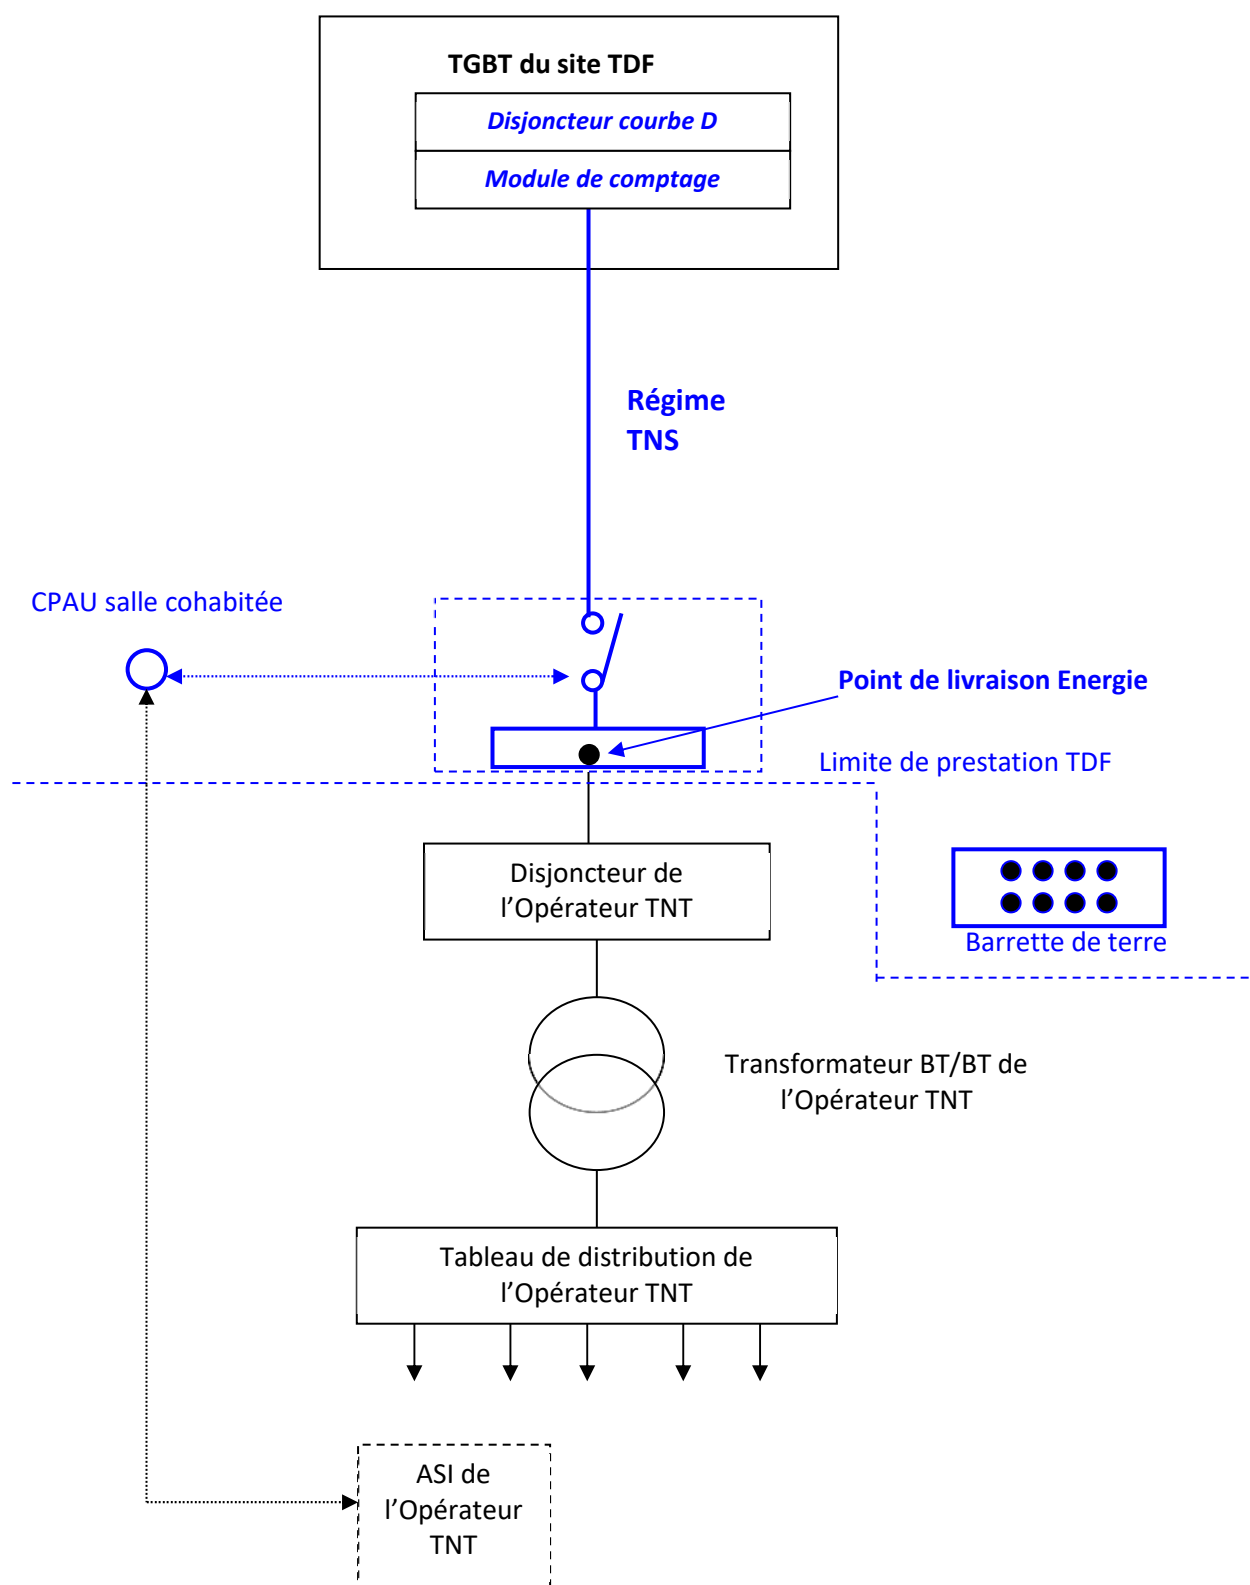 TGBT du site TDF
Disjoncteur courbe D
Module de comptage
Régime
TNS
CPAU salle cohabitée
Point de livraison Energie
Limite de prestation TDF
Disjoncteur de
l’Opérateur TNT
Barrette de terre
Transformateur BT/BT de
l’Opérateur TNT
Tableau de distribution de
l’Opérateur TNT
ASI de
l’Opérateur
TNT